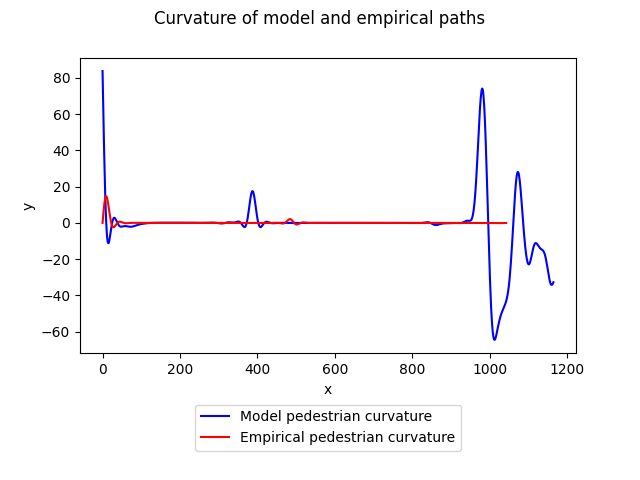 Curvature of model and empirical paths
80
60
40
20
0
−20
−40
−60
y
0 200 400 600 800 1000 1200
x
Model pedestrian curvature
Empirical pedestrian curvature